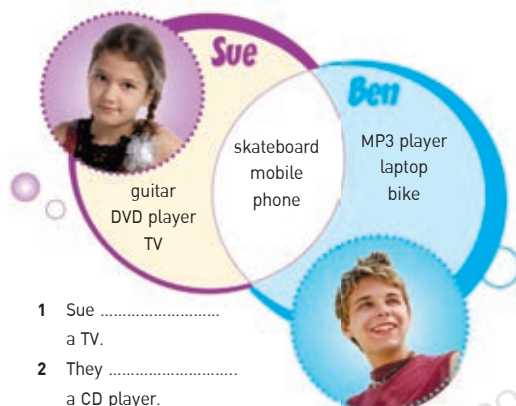 Sue
Ben
guitar
DVD player
TV
skateboard
mobile
phone
MP3 player
laptop
bike
1 Sue ...........................
a TV.
2 They .............................
a CD player.